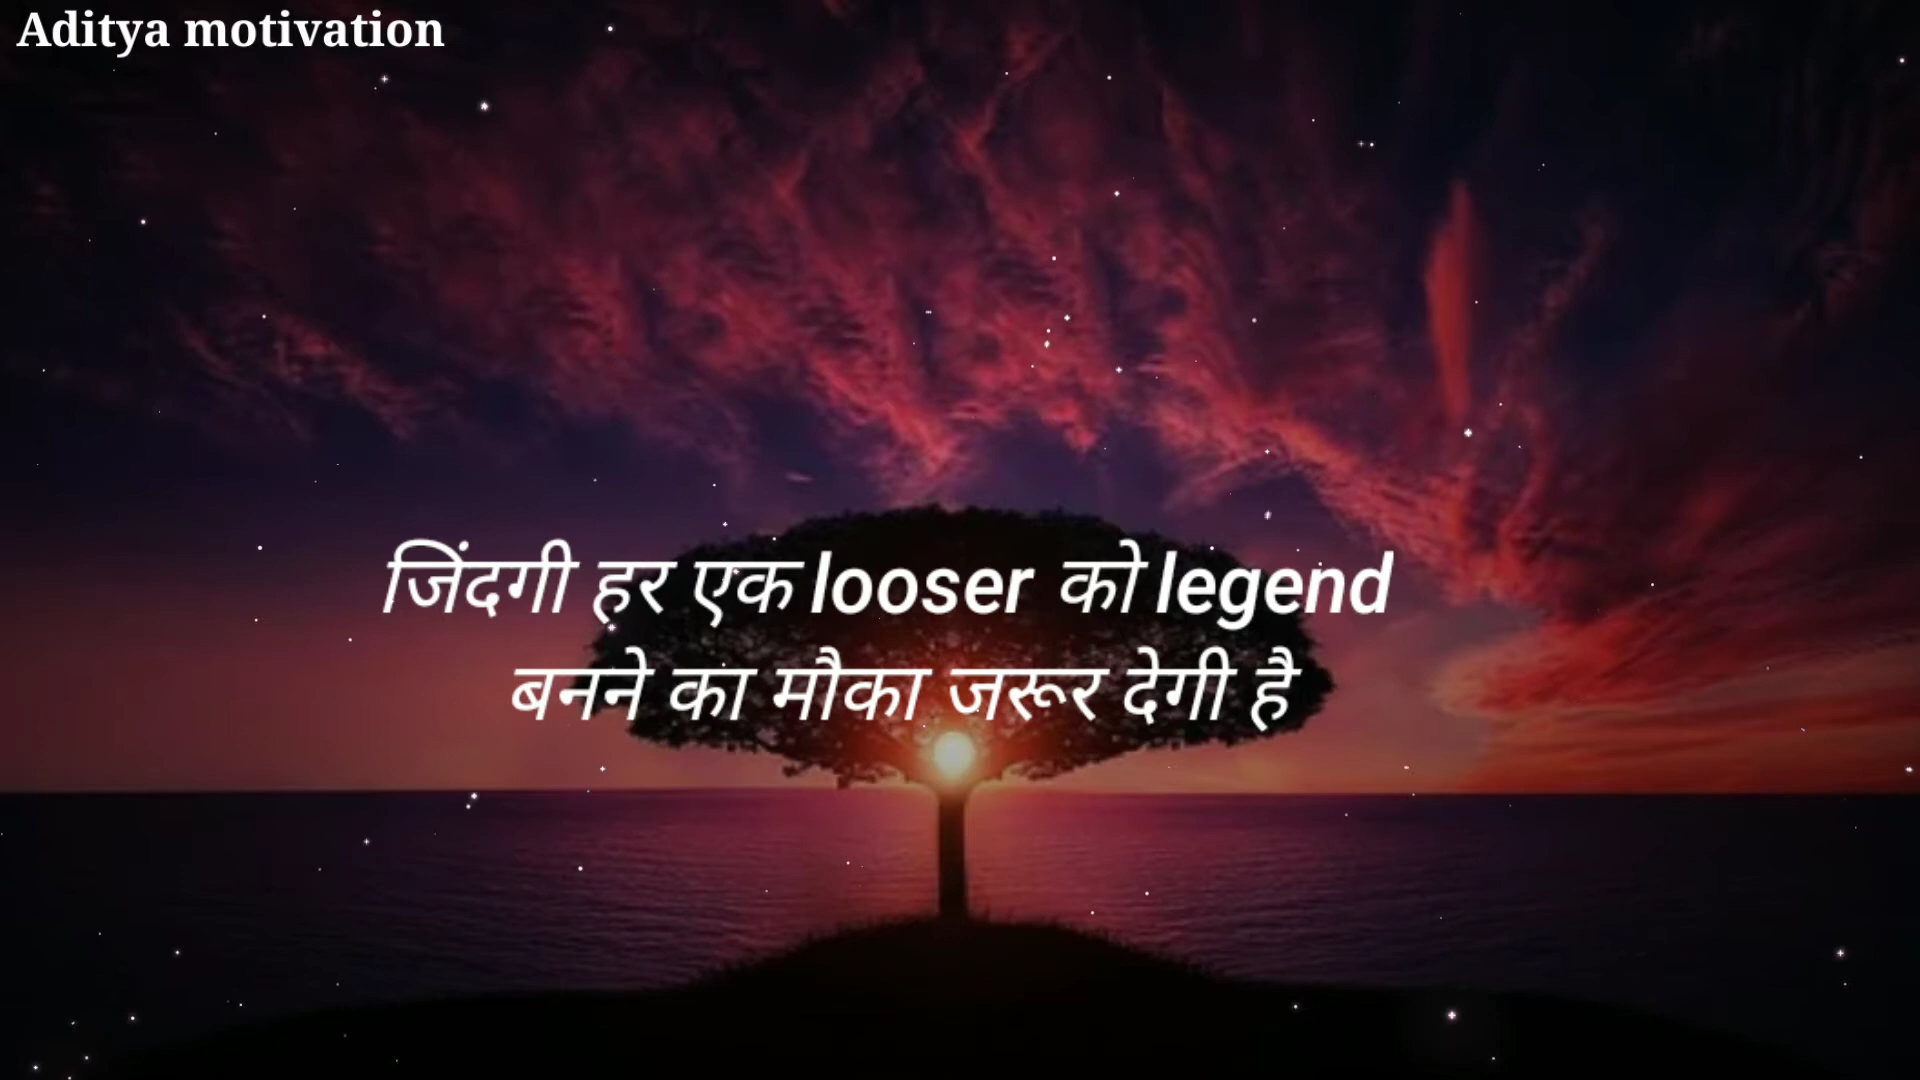 Aditya motivation
जिंदगी हर एक looser को legend
बनने का मौका जरूर देगी है